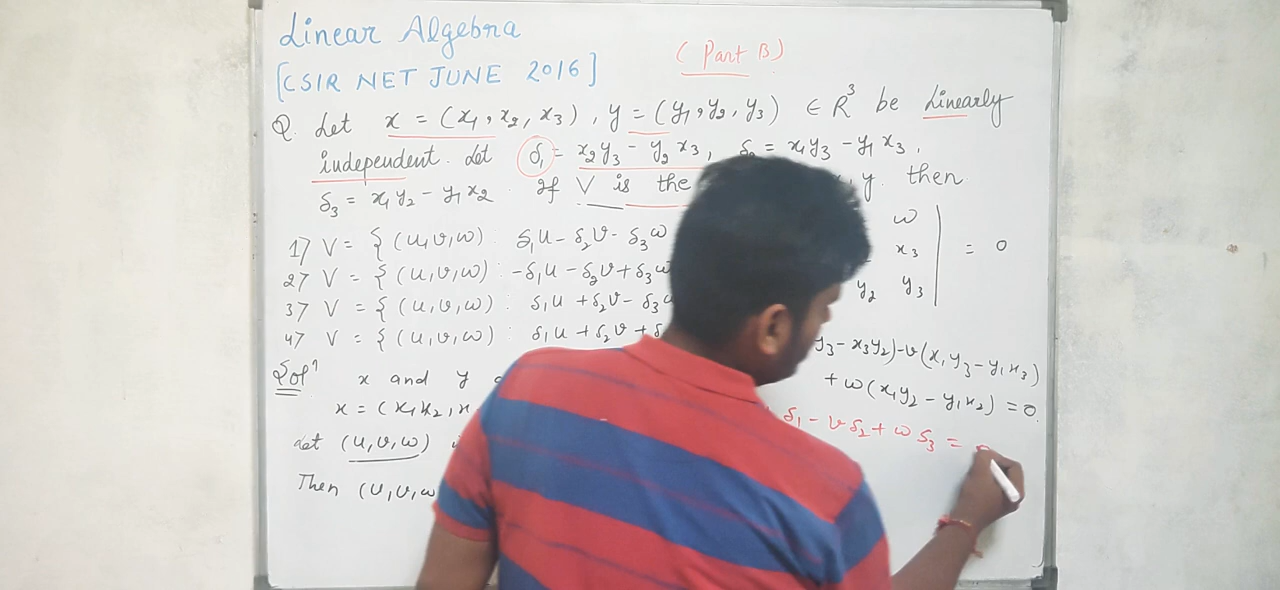 Linear Algebra
[CSIR NET JUNE 2016]
(Part B)
Q. Let x = (x₁, x₂, x₃), y = (y₁, y₂, y₃) ∈ R³ be Linearly
independent. Let δ₁ = x₂y₃ - y₂x₃, δ₂ = x₁y₃ - y₁x₃,
δ₃ = x₁y₂ - y₁x₂. If V is the y. then
1) V = { (u,v,w) : δ₁u - δ₂v - δ₃w
2) V = { (u,v,w) : -δ₁u - δ₂v + δ₃w
3) V = { (u,v,w) : δ₁u + δ₂v - δ₃
4) V = { (u,v,w) : δ₁u + δ₂v +
Solⁿ x and y
x = (x₁x₂,
Let (u,v,w)
Then (u,v,w
w
x₃ = 0
y₂ y₃
y₃ - x₃y₂) - v(x₁y₃ - y₁x₃)
+ w(x₁y₂ - y₁x₂) = 0.
δ₁ - vδ₂ + wδ₃ =